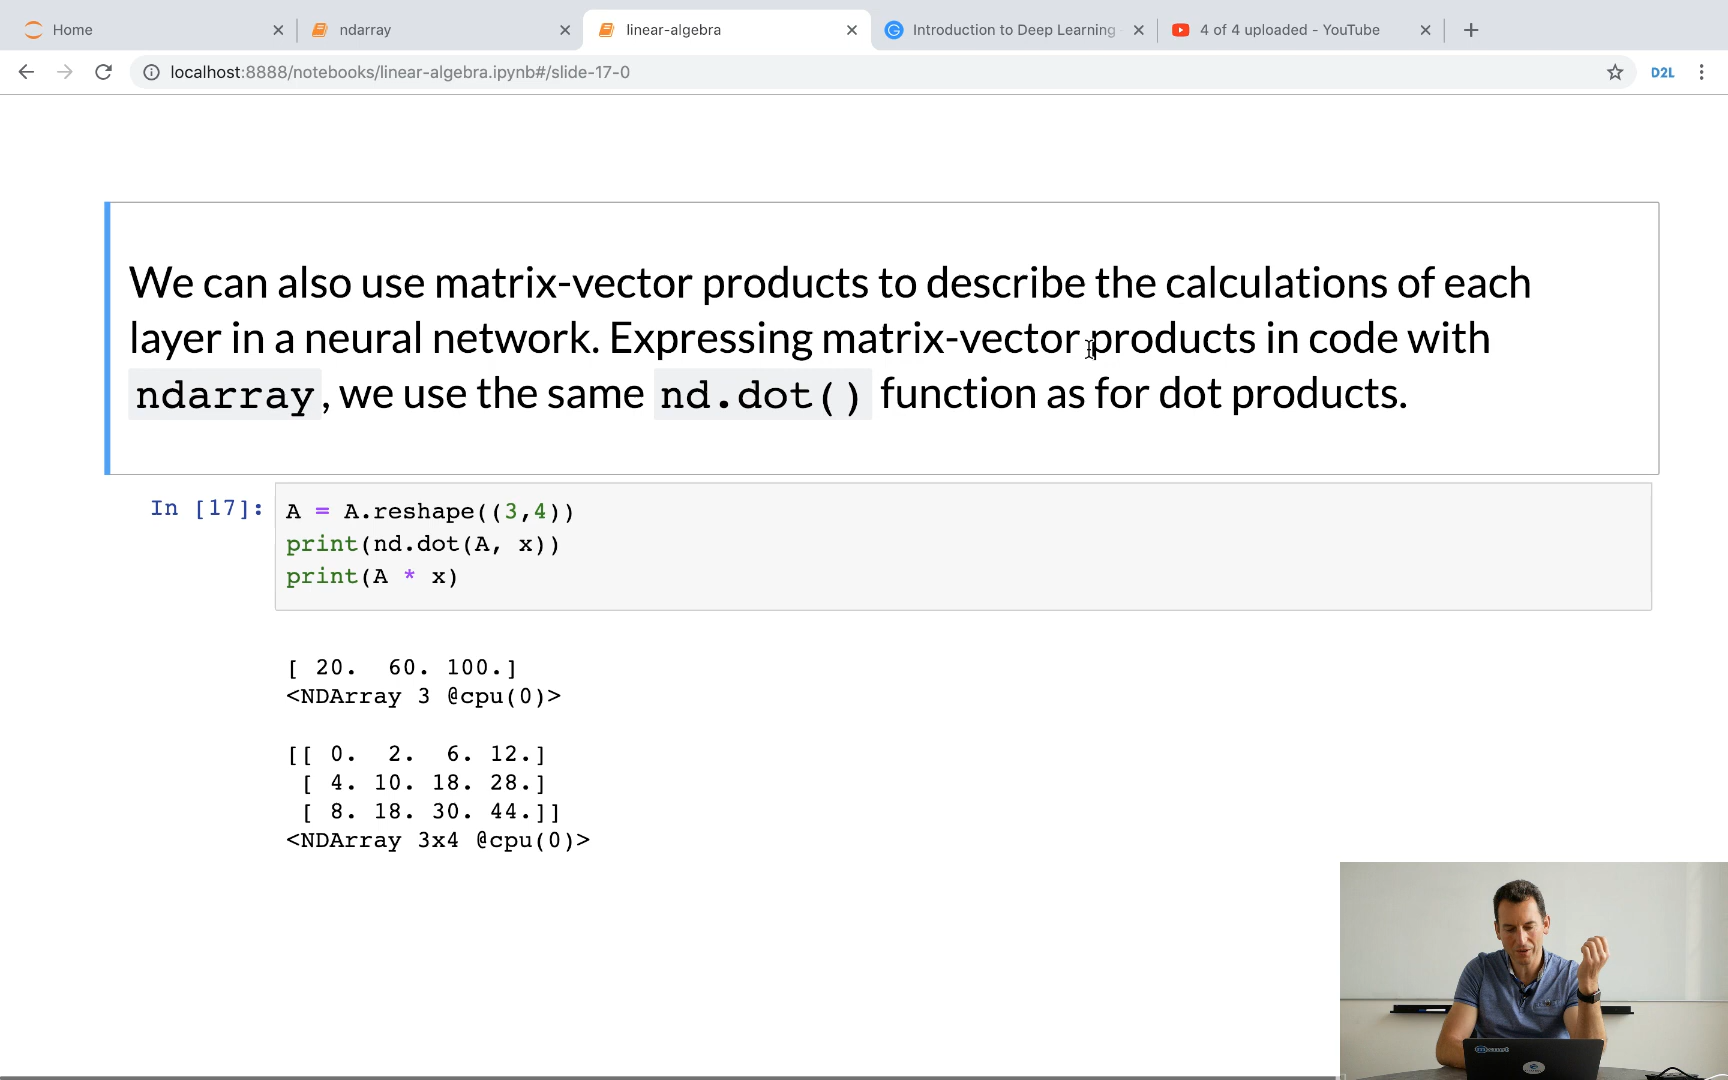 Home
ndarray
linear-algebra
Introduction to Deep Learning
4 of 4 uploaded - YouTube
localhost:8888/notebooks/linear-algebra.ipynb#/slide-17-0
D2L
We can also use matrix-vector products to describe the calculations of each
layer in a neural network. Expressing matrix-vector products in code with
ndarray, we use the same nd.dot() function as for dot products.
In [17]:
A = A.reshape((3,4))
print(nd.dot(A, x))
print(A * x)
[ 20. 60. 100.]
<NDArray 3 @cpu(0)>
[[ 0. 2. 6. 12.]
[ 4. 10. 18. 28.]
[ 8. 18. 30. 44.]]
<NDArray 3x4 @cpu(0)>